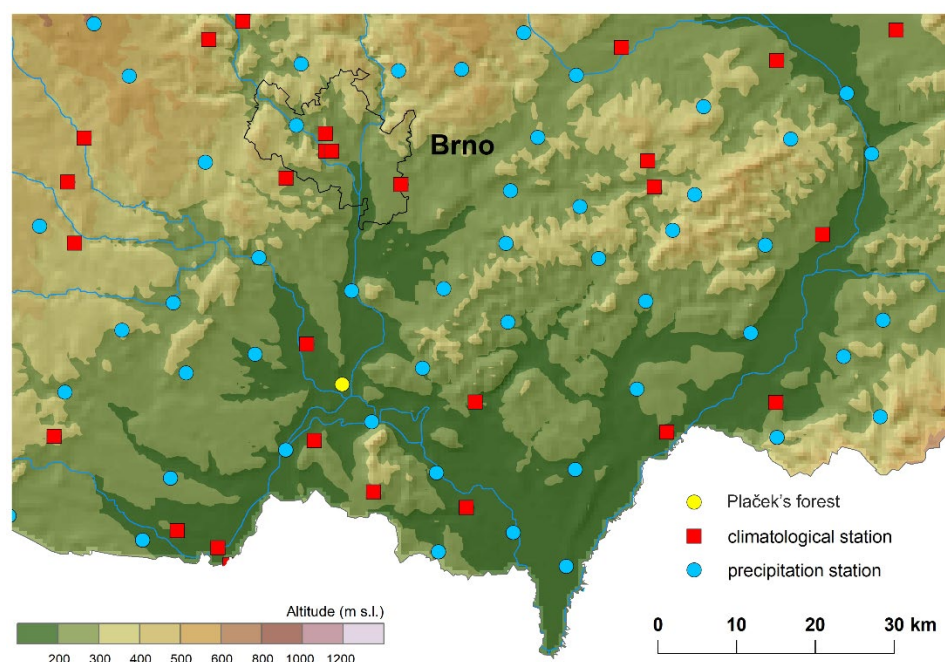 Brno
Plaček's forest
climatological station
precipitation station
Altitude (m s.l.)
200 300 400 500 600 800 1000 1200
0 10 20 30 km